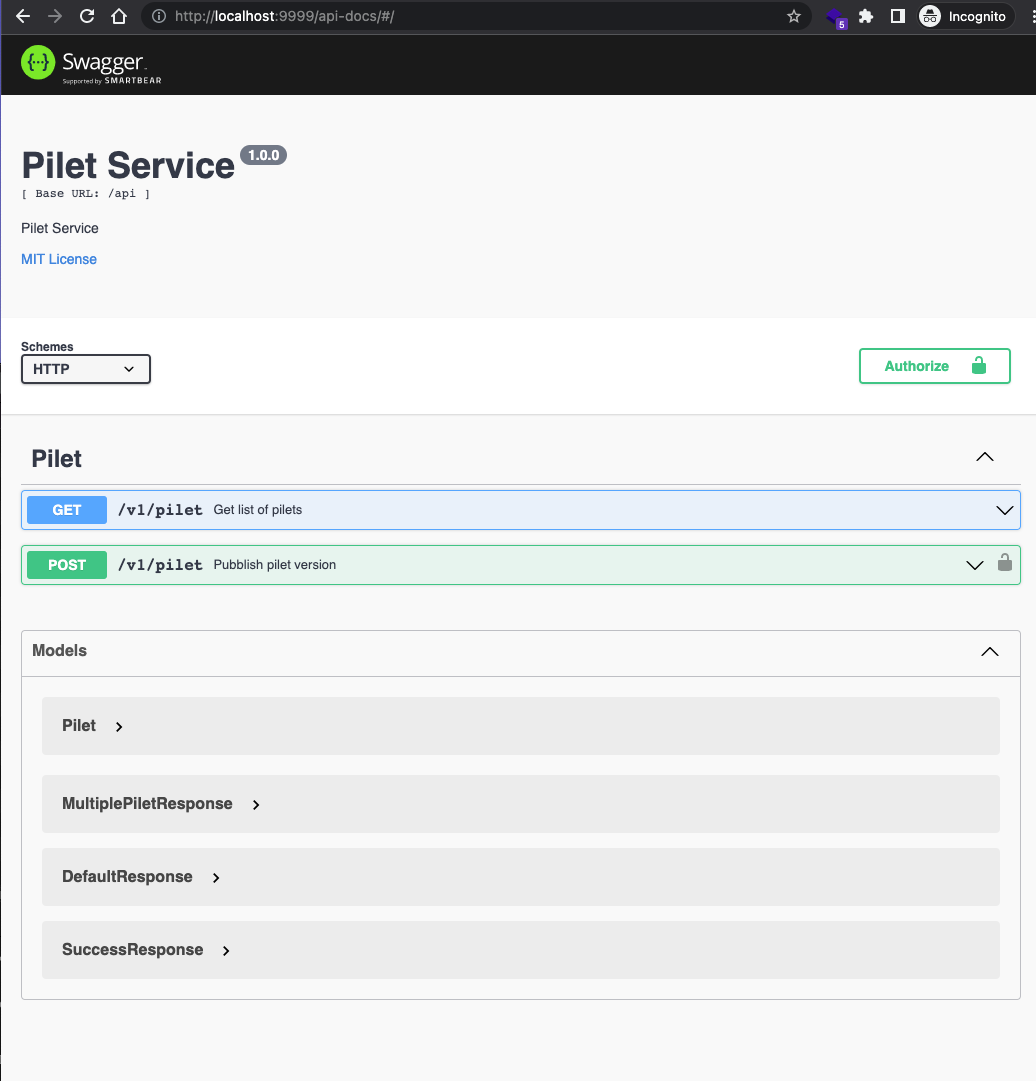 http://localhost:9999/api-docs/#/
5
Incognito
{··}
Swagger.
Supported by SMARTBEAR
Pilet Service 1.0.0
[ Base URL: /api ]
Pilet Service
MIT License
Schemes
HTTP
Authorize
Pilet
GET /v1/pilet Get list of pilets
POST /v1/pilet Pubblish pilet version
Models
Pilet
MultiplePiletResponse
DefaultResponse
SuccessResponse